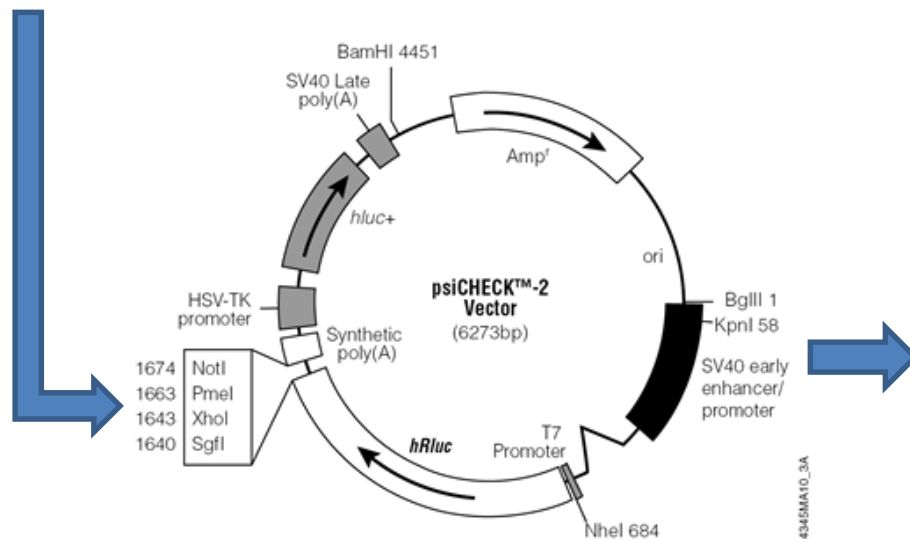 BamHI 4451
SV40 Late
poly(A)
Ampʳ
hluc+
ori
psiCHECK™-2
Vector
(6273bp)
HSV-TK
promoter
BglII 1
KpnI 58
Synthetic
poly(A)
SV40 early
enhancer/
promoter
1674 NotI
1663 PmeI
1643 XhoI
1640 SgfI
hRluc
T7
Promoter
NheI 684
4345MA10_3A